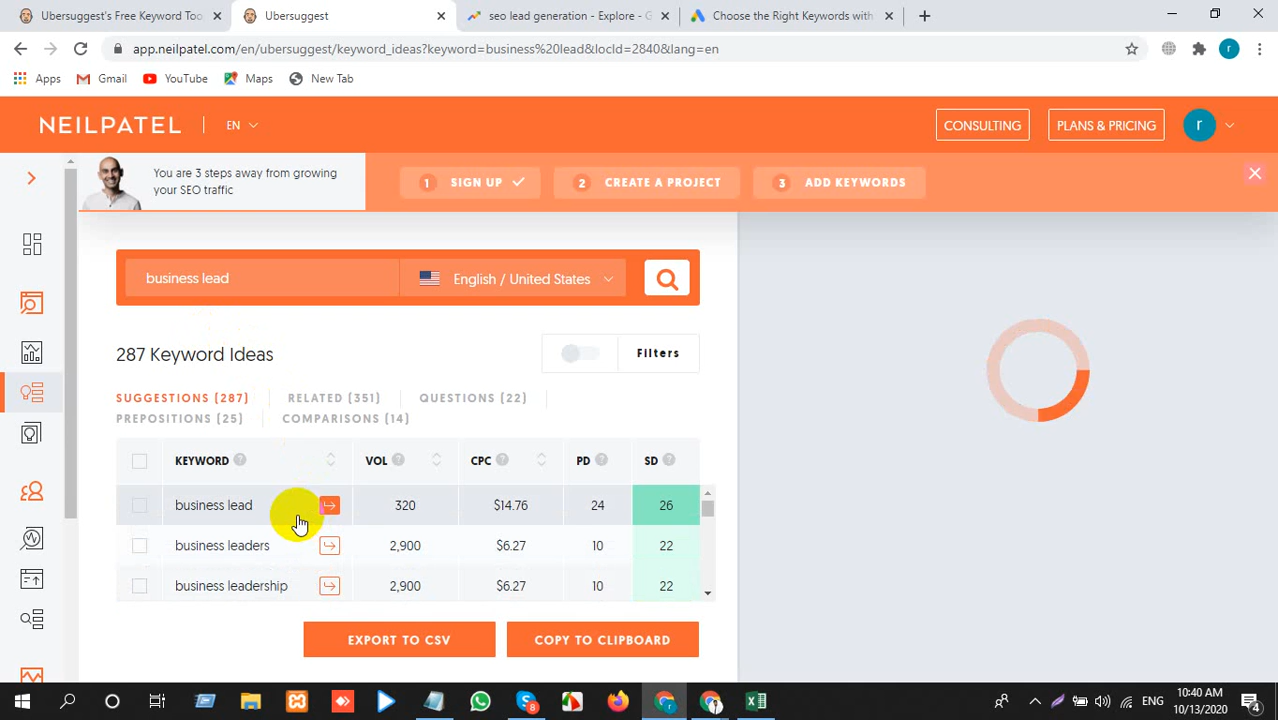 Ubersuggest's Free Keyword Too
Ubersuggest
seo lead generation - Explore - G
Choose the Right Keywords with
app.neilpatel.com/en/ubersuggest/keyword_ideas?keyword=business%20lead&locId=2840&lang=en
r
Apps
Gmail
YouTube
Maps
New Tab
NEILPATEL
EN
CONSULTING
PLANS & PRICING
r
You are 3 steps away from growing
your SEO traffic
1 SIGN UP
2 CREATE A PROJECT
3 ADD KEYWORDS
business lead
English / United States
287 Keyword Ideas
Filters
SUGGESTIONS (287)
RELATED (351)
QUESTIONS (22)
PREPOSITIONS (25)
COMPARISONS (14)
KEYWORD ? VOL ? CPC ? PD ? SD ?
business lead 320 $14.76 24 26
business leaders 2,900 $6.27 10 22
business leadership 2,900 $6.27 10 22
EXPORT TO CSV
COPY TO CLIPBOARD
8
r
ENG
10:40 AM
10/13/2020
4